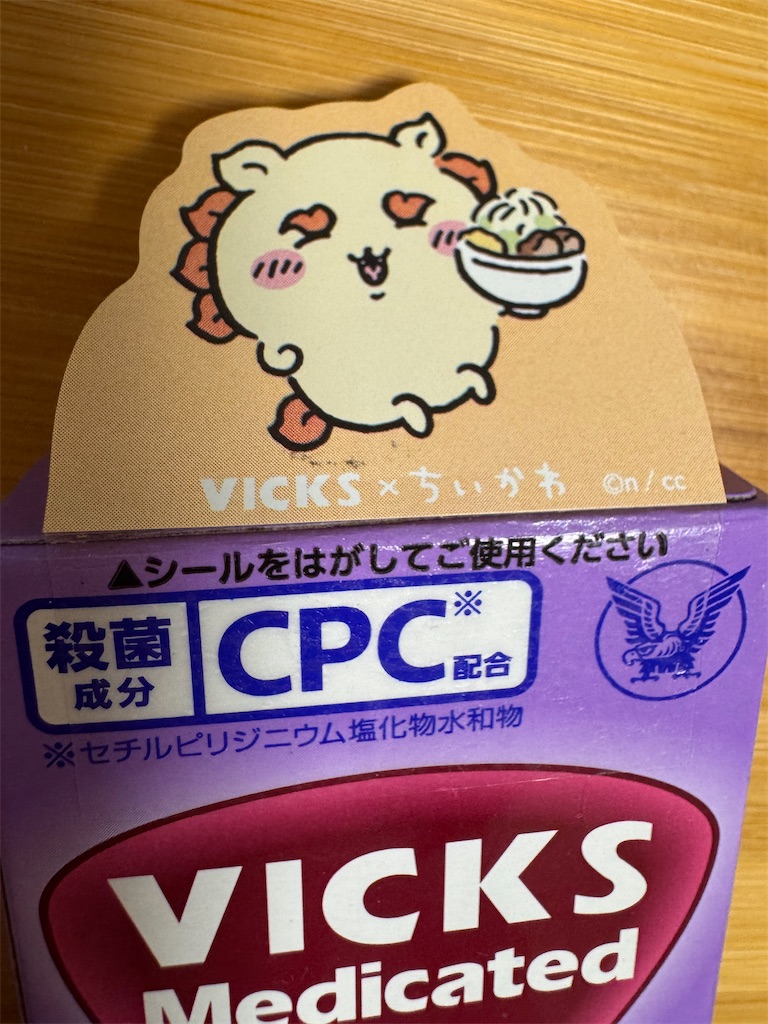 VICKS×ちいかわ ©n/cc
▲シールをはがしてご使用ください
殺菌成分 CPC※配合
※セチルピリジニウム塩化物水和物
VICKS
Medicated